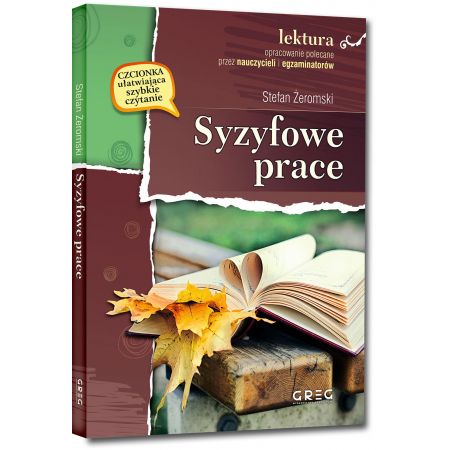 lektura
opracowanie polecane
przez nauczycieli i egzaminatorów
CZCIONKA
ułatwiająca
szybkie
czytanie
Stefan Żeromski
Syzyfowe
prace
GREG
Stefan Żeromski
Syzyfowe prace
GREG